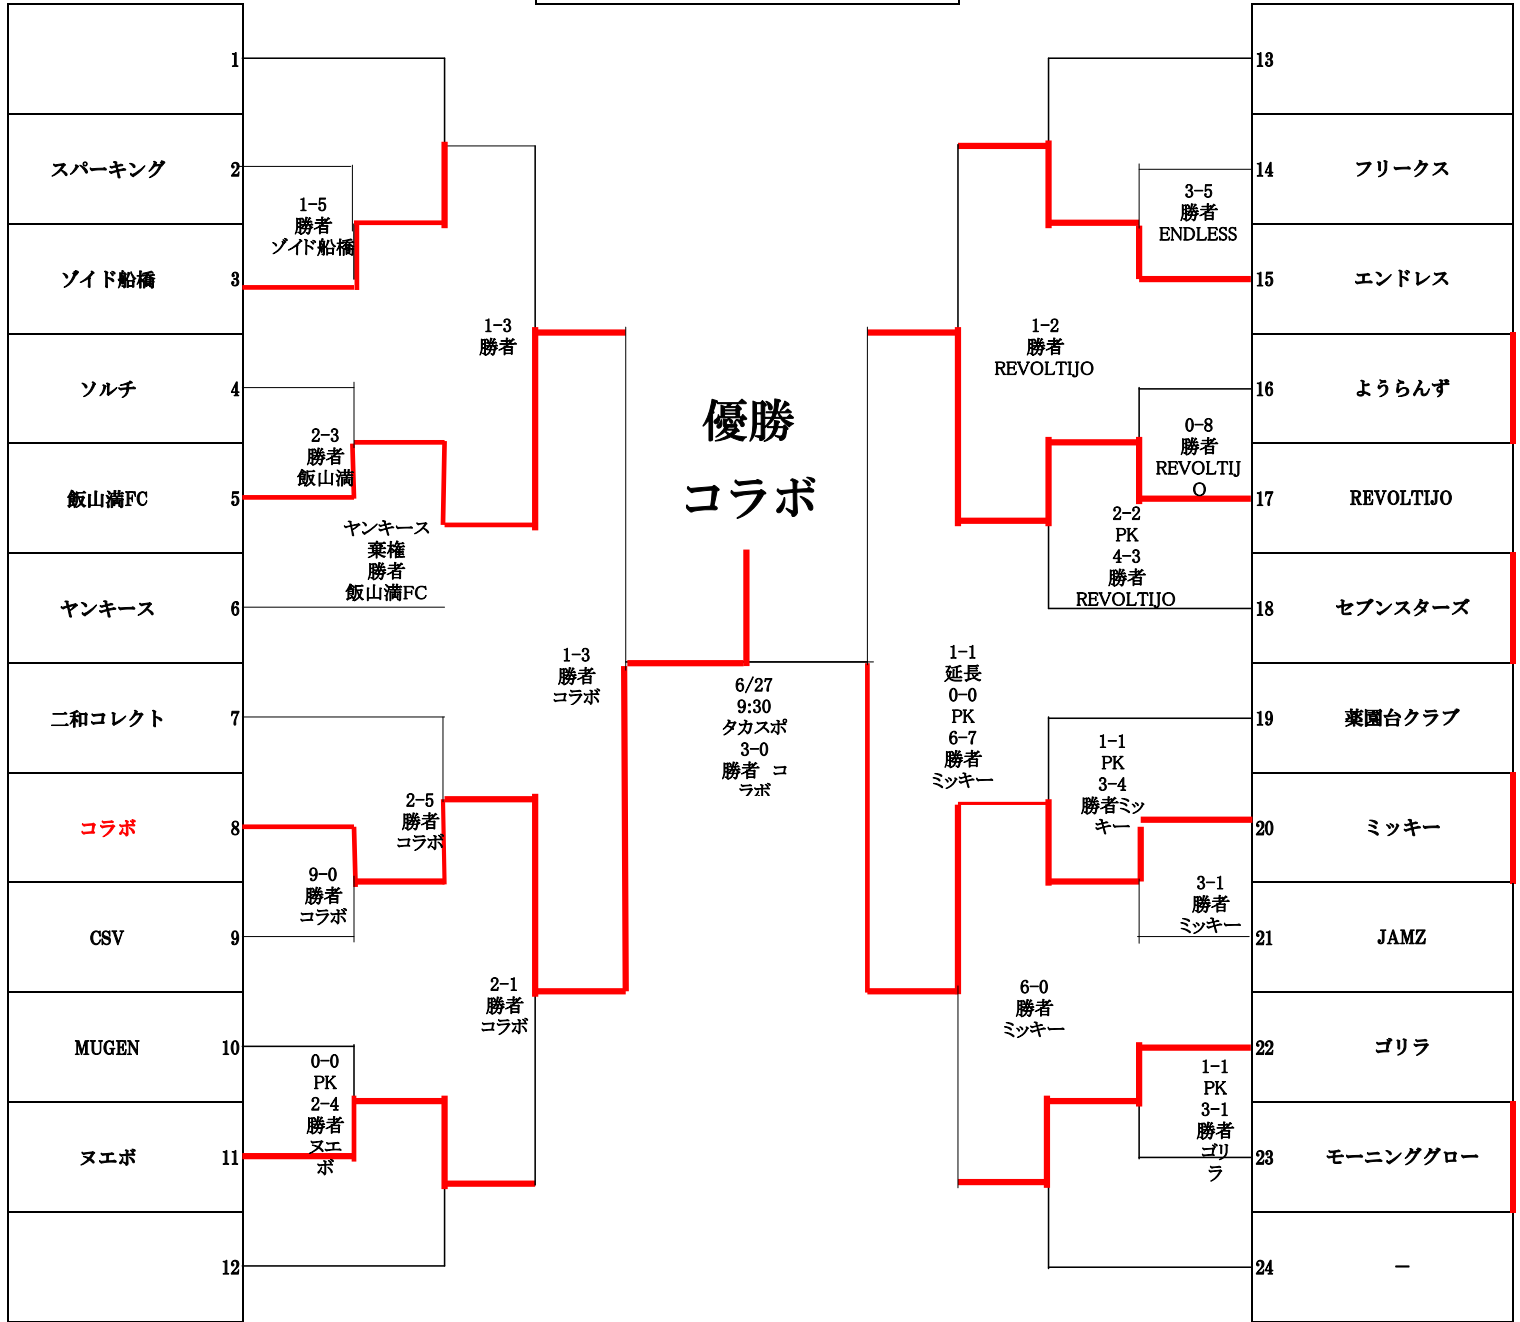 1
スパーキング
2
1-5
勝者
ゾイド船橋
ゾイド船橋
3
1-3
勝者
ソルチ
4
2-3
勝者
飯山満
飯山満FC
5
ヤンキース
棄権
勝者
飯山満FC
ヤンキース
6
1-3
勝者
コラボ
二和コレクト
7
2-5
勝者
コラボ
コラボ
8
9-0
勝者
コラボ
CSV
9
2-1
勝者
コラボ
MUGEN
10
0-0
PK
2-4
勝者
ヌエ
ボ
ヌエボ
11
12
優勝
コラボ
6/27
9:30
タカスポ
3-0
勝者 コ
ラボ
13
14
フリークス
3-5
勝者
ENDLESS
15
エンドレス
1-2
勝者
REVOLTIJO
16
ようらんず
0-8
勝者
REVOLTIJ
O
17
REVOLTIJO
2-2
PK
4-3
勝者
REVOLTIJO
18
セブンスターズ
1-1
延長
0-0
PK
6-7
勝者
ミッキー
19
薬園台クラブ
1-1
PK
3-4
勝者ミッ
キー
20
ミッキー
3-1
勝者
ミッキー
21
JAMZ
6-0
勝者
ミッキー
22
ゴリラ
1-1
PK
3-1
勝者
ゴリ
ラ
23
モーニンググロー
24
－